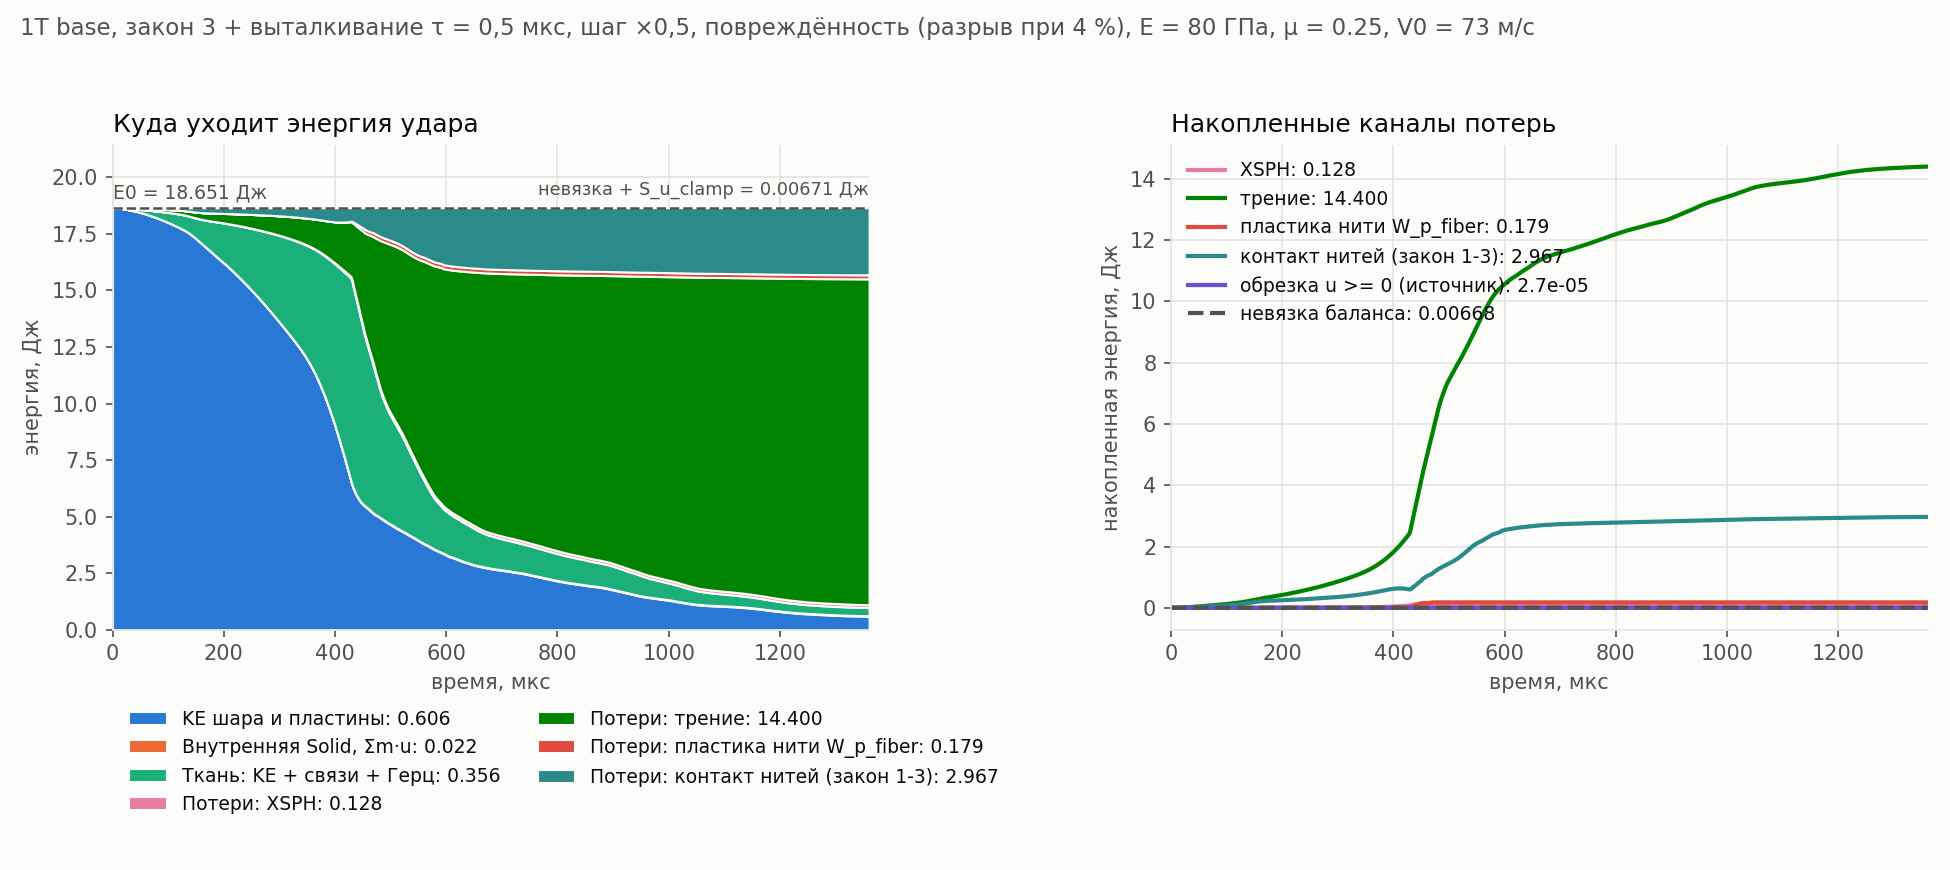 1T base, закон 3 + выталкивание τ = 0,5 мкс, шаг ×0,5, повреждённость (разрыв при 4 %), E = 80 ГПа, μ = 0.25, V0 = 73 м/с
Куда уходит энергия удара
E0 = 18.651 Дж
невязка + S_u_clamp = 0.00671 Дж
20.0
17.5
15.0
12.5
10.0
7.5
5.0
2.5
0.0
энергия, Дж
0 200 400 600 800 1000 1200
время, мкс
KE шара и пластины: 0.606
Внутренняя Solid, Σm·u: 0.022
Ткань: KE + связи + Герц: 0.356
Потери: XSPH: 0.128
Потери: трение: 14.400
Потери: пластика нити W_p_fiber: 0.179
Потери: контакт нитей (закон 1-3): 2.967
Накопленные каналы потерь
XSPH: 0.128
трение: 14.400
пластика нити W_p_fiber: 0.179
контакт нитей (закон 1-3): 2.967
обрезка u >= 0 (источник): 2.7e-05
невязка баланса: 0.00668
14
12
10
8
6
4
2
0
накопленная энергия, Дж
0 200 400 600 800 1000 1200
время, мкс